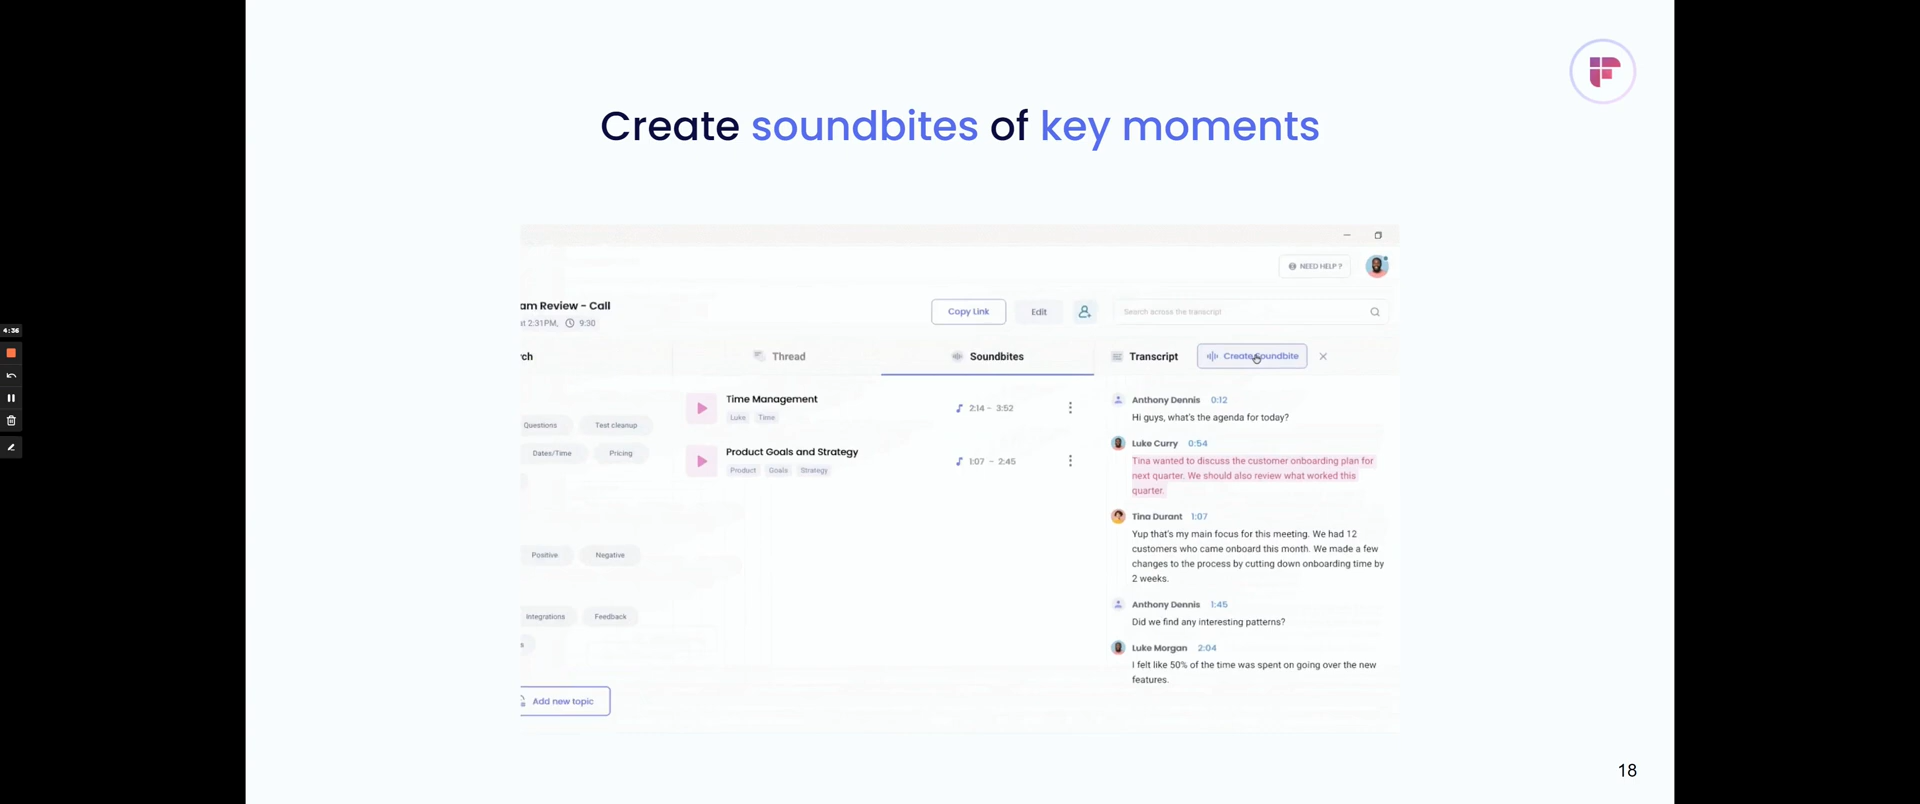 Create soundbites of key moments
NEED HELP ?
am Review - Call
at 2:31PM, 9:30
Copy Link
Edit
Search across the transcript
rch
Thread
Soundbites
Transcript
Create Soundbite
4:36
Time Management
Luke Time
2:14 - 3:52
Product Goals and Strategy
Product Goals Strategy
1:07 - 2:45
Questions
Test cleanup
Dates/Time
Pricing
Positive
Negative
Integrations
Feedback
s
Add new topic
Anthony Dennis 0:12
Hi guys, what's the agenda for today?
Luke Curry 0:54
Tina wanted to discuss the customer onboarding plan for
next quarter. We should also review what worked this
quarter.
Tina Durant 1:07
Yup that's my main focus for this meeting. We had 12
customers who came onboard this month. We made a few
changes to the process by cutting down onboarding time by
2 weeks.
Anthony Dennis 1:45
Did we find any interesting patterns?
Luke Morgan 2:04
I felt like 50% of the time was spent on going over the new
features.
18